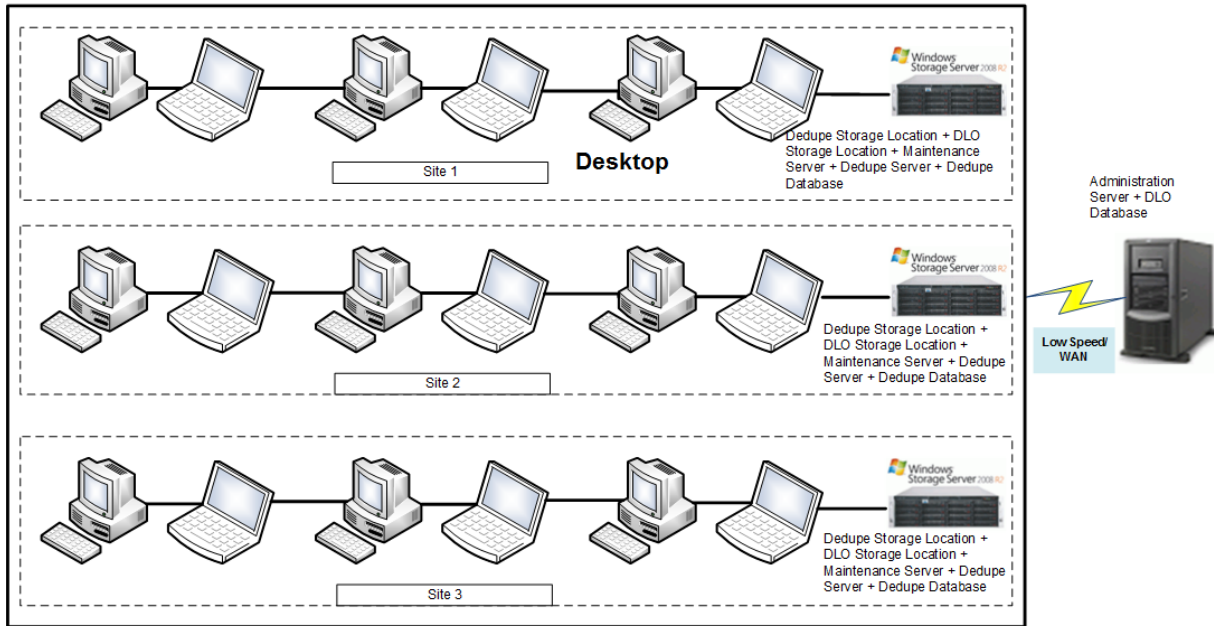 Windows
Storage Server 2008 R2
Dedupe Storage Location + DLO
Storage Location + Maintenance
Server + Dedupe Server + Dedupe
Database
Desktop
Site 1
Administration
Server + DLO
Database
Windows
Storage Server 2008 R2
Dedupe Storage Location +
DLO Storage Location +
Maintenance Server + Dedupe
Server + Dedupe Database
Site 2
Low Speed/
WAN
Windows
Storage Server 2008 R2
Dedupe Storage Location +
DLO Storage Location +
Maintenance Server + Dedupe
Server + Dedupe Database
Site 3